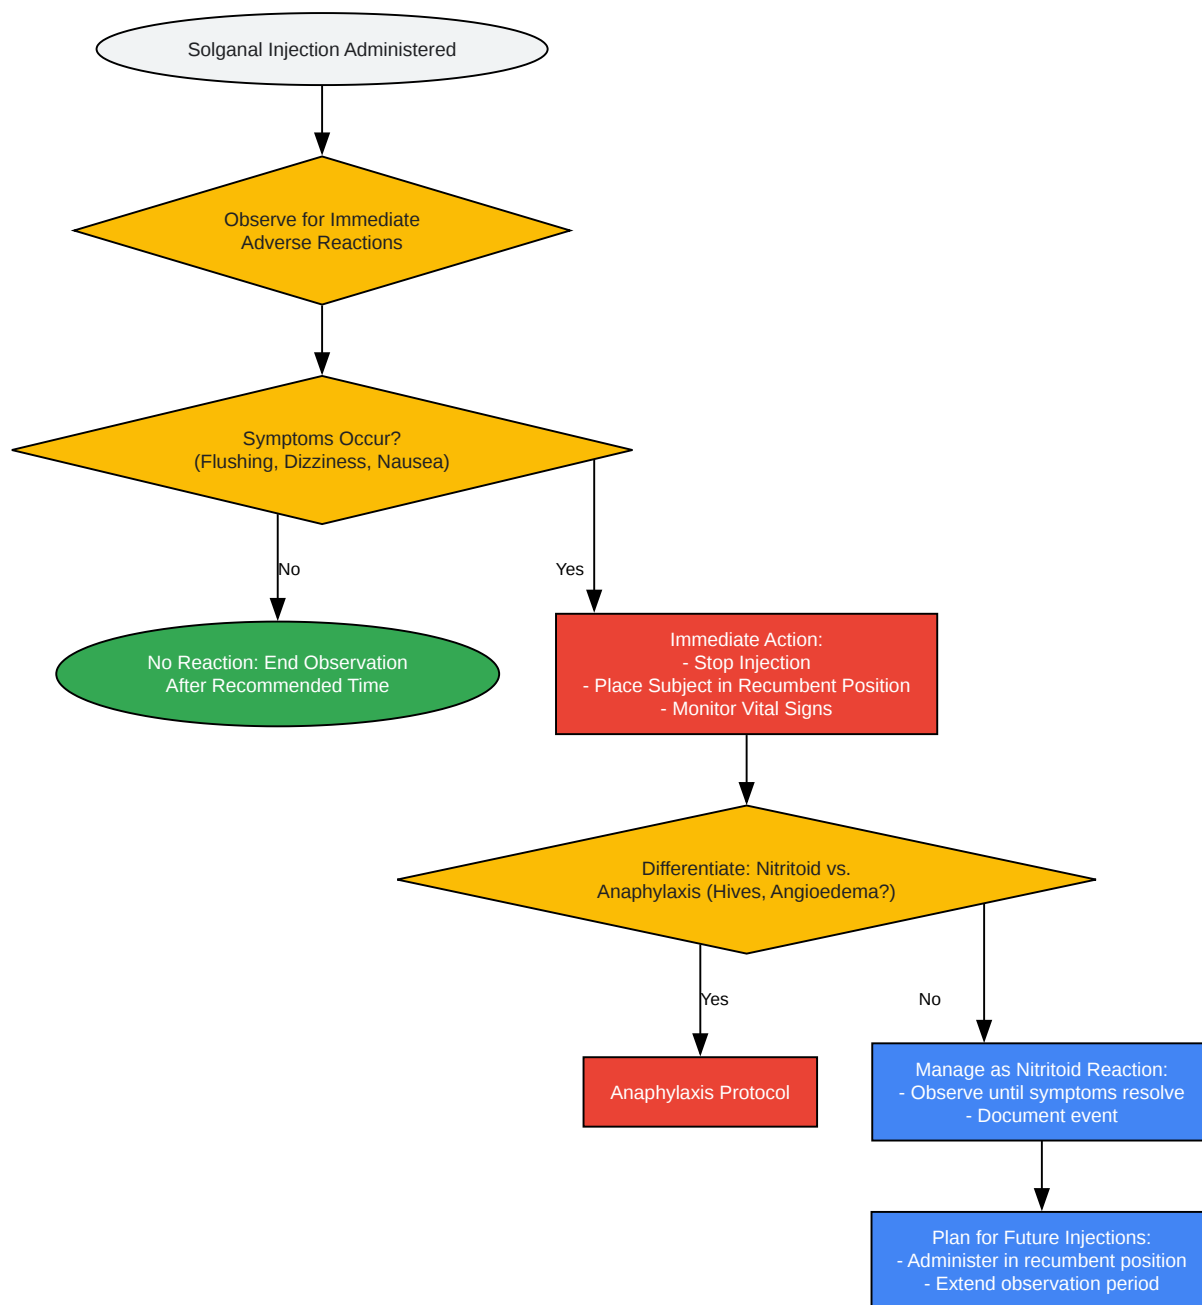 Solganal Injection Administered
Observe for Immediate
Adverse Reactions
Symptoms Occur?
(Flushing, Dizziness, Nausea)
No
Yes
No Reaction: End Observation
After Recommended Time
Immediate Action:
- Stop Injection
- Place Subject in Recumbent Position
- Monitor Vital Signs
Differentiate: Nitritoid vs.
Anaphylaxis (Hives, Angioedema?)
Yes
No
Anaphylaxis Protocol
Manage as Nitritoid Reaction:
- Observe until symptoms resolve
- Document event
Plan for Future Injections:
- Administer in recumbent position
- Extend observation period